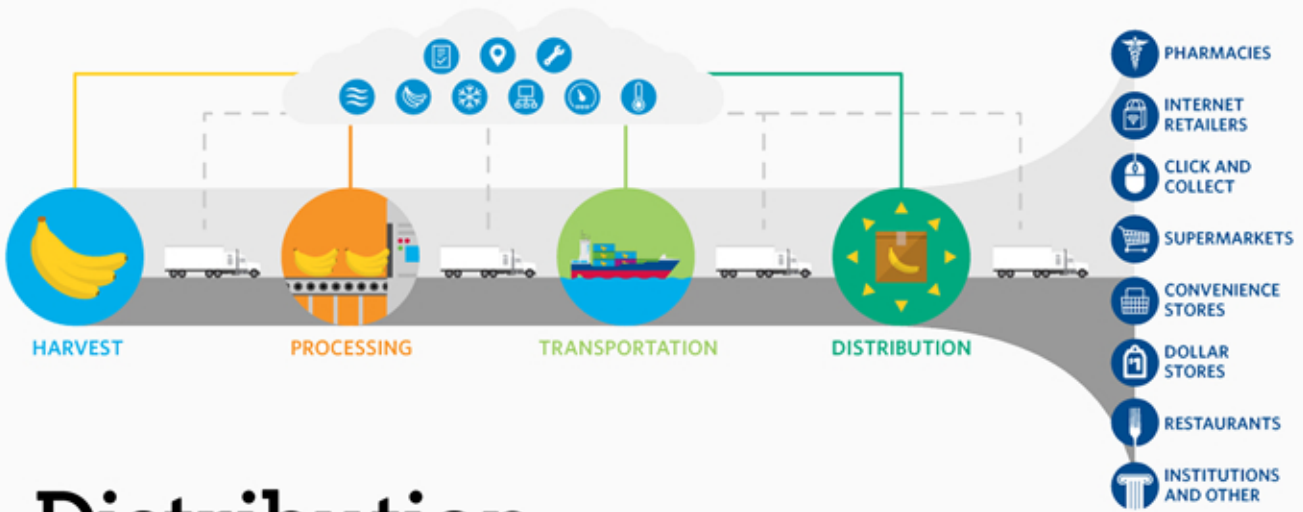 HARVEST
PROCESSING
TRANSPORTATION
DISTRIBUTION
PHARMACIES
INTERNET
RETAILERS
CLICK AND
COLLECT
SUPERMARKETS
CONVENIENCE
STORES
DOLLAR
STORES
RESTAURANTS
INSTITUTIONS
AND OTHER
Distribution